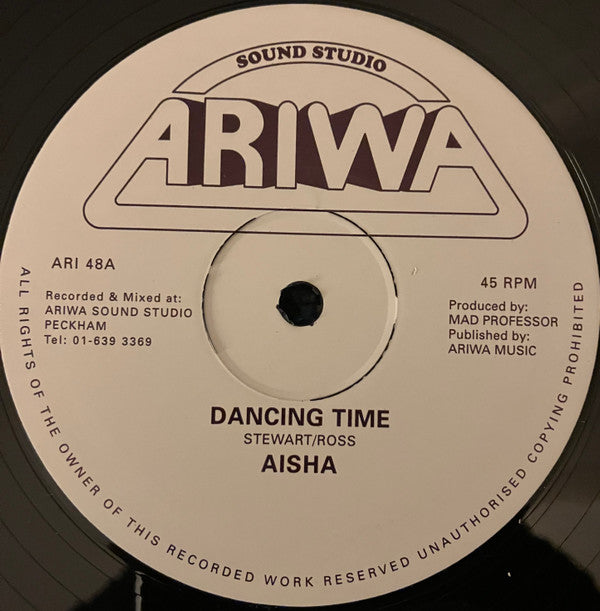 SOUND STUDIO
ARIWA
ARI 48A
45 RPM
Recorded & Mixed at:
ARIWA SOUND STUDIO
PECKHAM
Tel: 01-639 3369
Produced by:
MAD PROFESSOR
Published by:
ARIWA MUSIC
DANCING TIME
STEWART/ROSS
AISHA
ALL RIGHTS OF THE OWNER OF THIS RECORDED WORK RESERVED UNAUTHORISED COPYING PROHIBITED